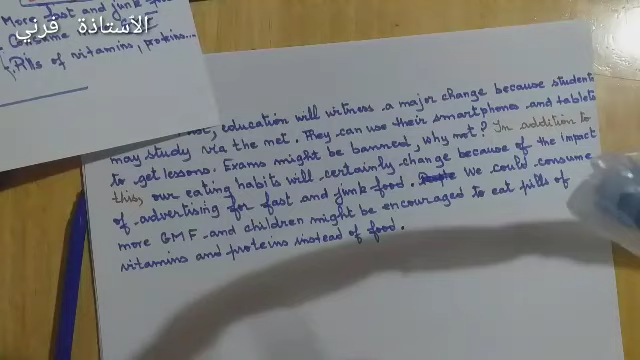 الأستاذة فرني
More fast and junk
Consume
Pills of vitamins, proteins...
education will witness a major change because student
may study via the net. They can use their smartphones and tablets
to get lessons. Exams might be banned, why not? In addition to
this, our eating habits will certainly change because of the impact
of advertising for fast and junk food. We could consume
more GMF and children might be encouraged to eat pills of
vitamins and proteins instead of food.